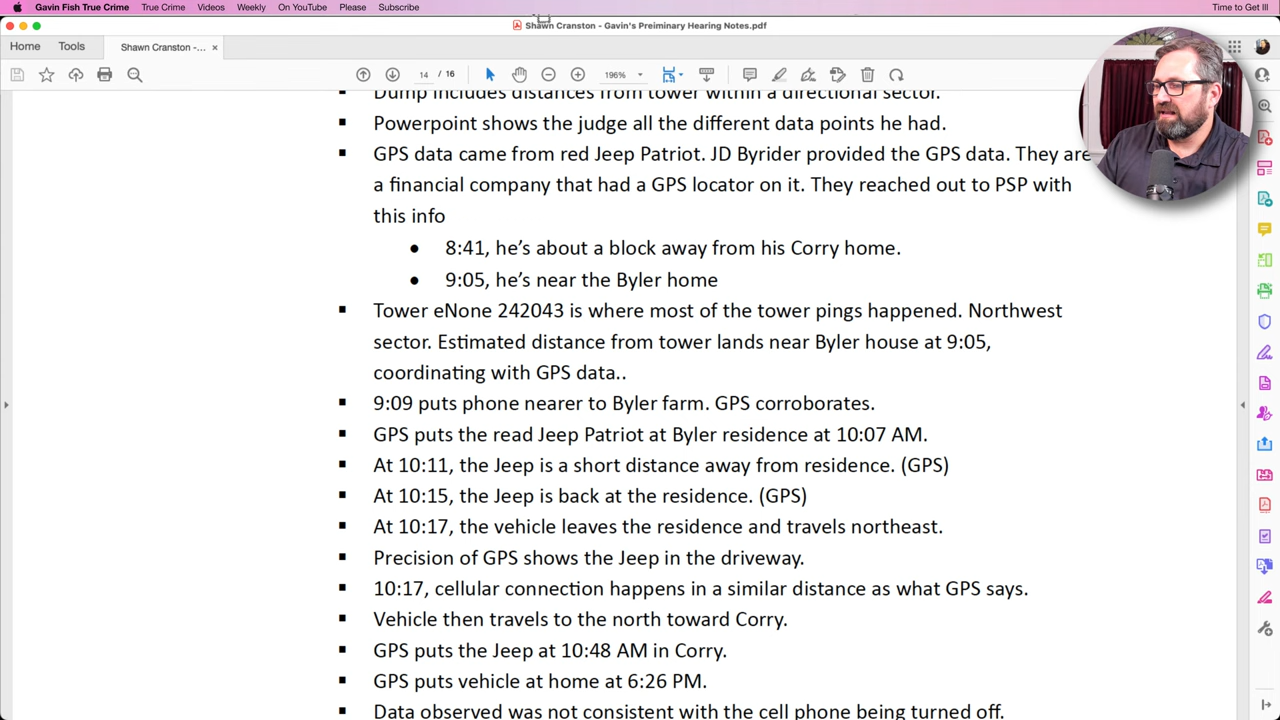 Gavin Fish True Crime True Crime Videos Weekly On YouTube Please Subscribe Time to Get Ill
Shawn Cranston - Gavin's Preiminary Hearing Notes.pdf
Home Tools Shawn Cranston -... ×
14 / 16 196%
Dump includes distances from tower within a directional sector.
▪ Powerpoint shows the judge all the different data points he had.
▪ GPS data came from red Jeep Patriot. JD Byrider provided the GPS data. They are
a financial company that had a GPS locator on it. They reached out to PSP with
this info
• 8:41, he's about a block away from his Corry home.
• 9:05, he's near the Byler home
▪ Tower eNone 242043 is where most of the tower pings happened. Northwest
sector. Estimated distance from tower lands near Byler house at 9:05,
coordinating with GPS data..
▪ 9:09 puts phone nearer to Byler farm. GPS corroborates.
▪ GPS puts the read Jeep Patriot at Byler residence at 10:07 AM.
▪ At 10:11, the Jeep is a short distance away from residence. (GPS)
▪ At 10:15, the Jeep is back at the residence. (GPS)
▪ At 10:17, the vehicle leaves the residence and travels northeast.
▪ Precision of GPS shows the Jeep in the driveway.
▪ 10:17, cellular connection happens in a similar distance as what GPS says.
▪ Vehicle then travels to the north toward Corry.
▪ GPS puts the Jeep at 10:48 AM in Corry.
▪ GPS puts vehicle at home at 6:26 PM.
▪ Data observed was not consistent with the cell phone being turned off.